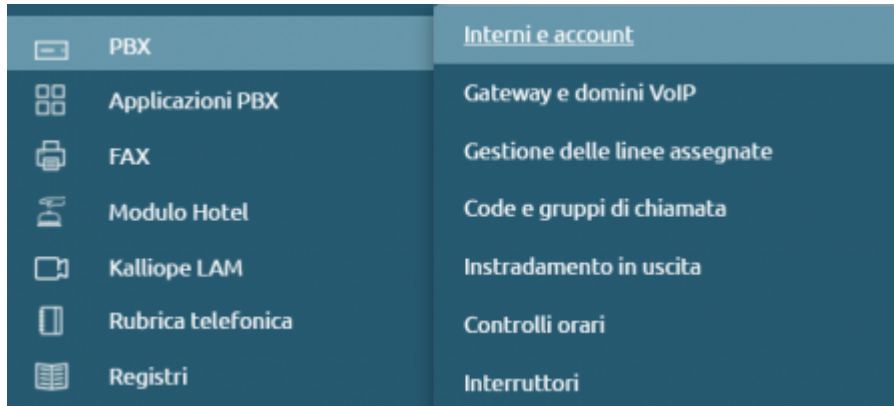 PBX
Applicazioni PBX
FAX
Modulo Hotel
Kalliope LAM
Rubrica telefonica
Registri
Interni e account
Gateway e domini VoIP
Gestione delle linee assegnate
Code e gruppi di chiamata
Instradamento in uscita
Controlli orari
Interruttori